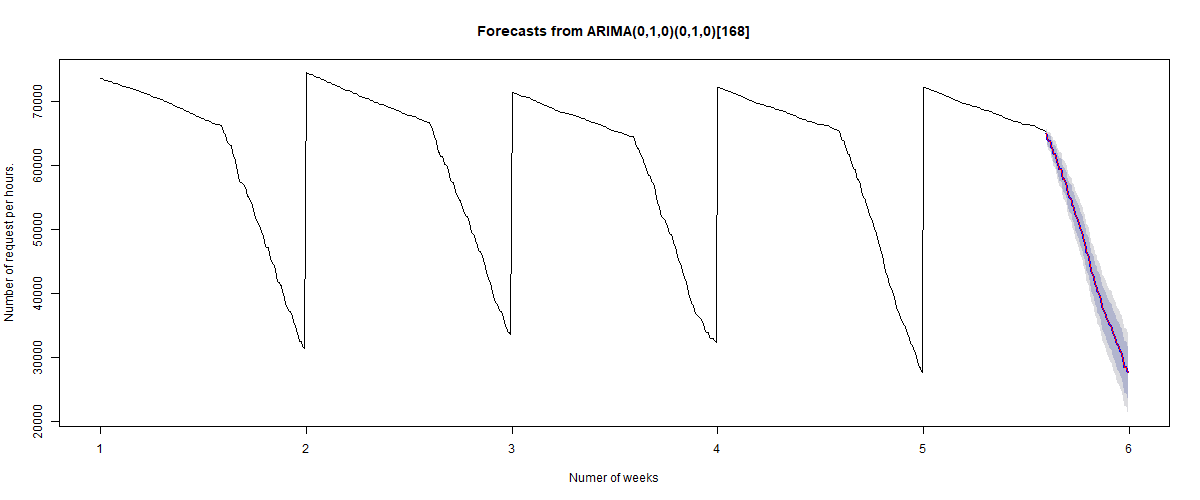 Forecasts from ARIMA(0,1,0)(0,1,0)[168]
Number of request per hours.
70000
60000
50000
40000
30000
20000
1 2 3 4 5 6
Numer of weeks